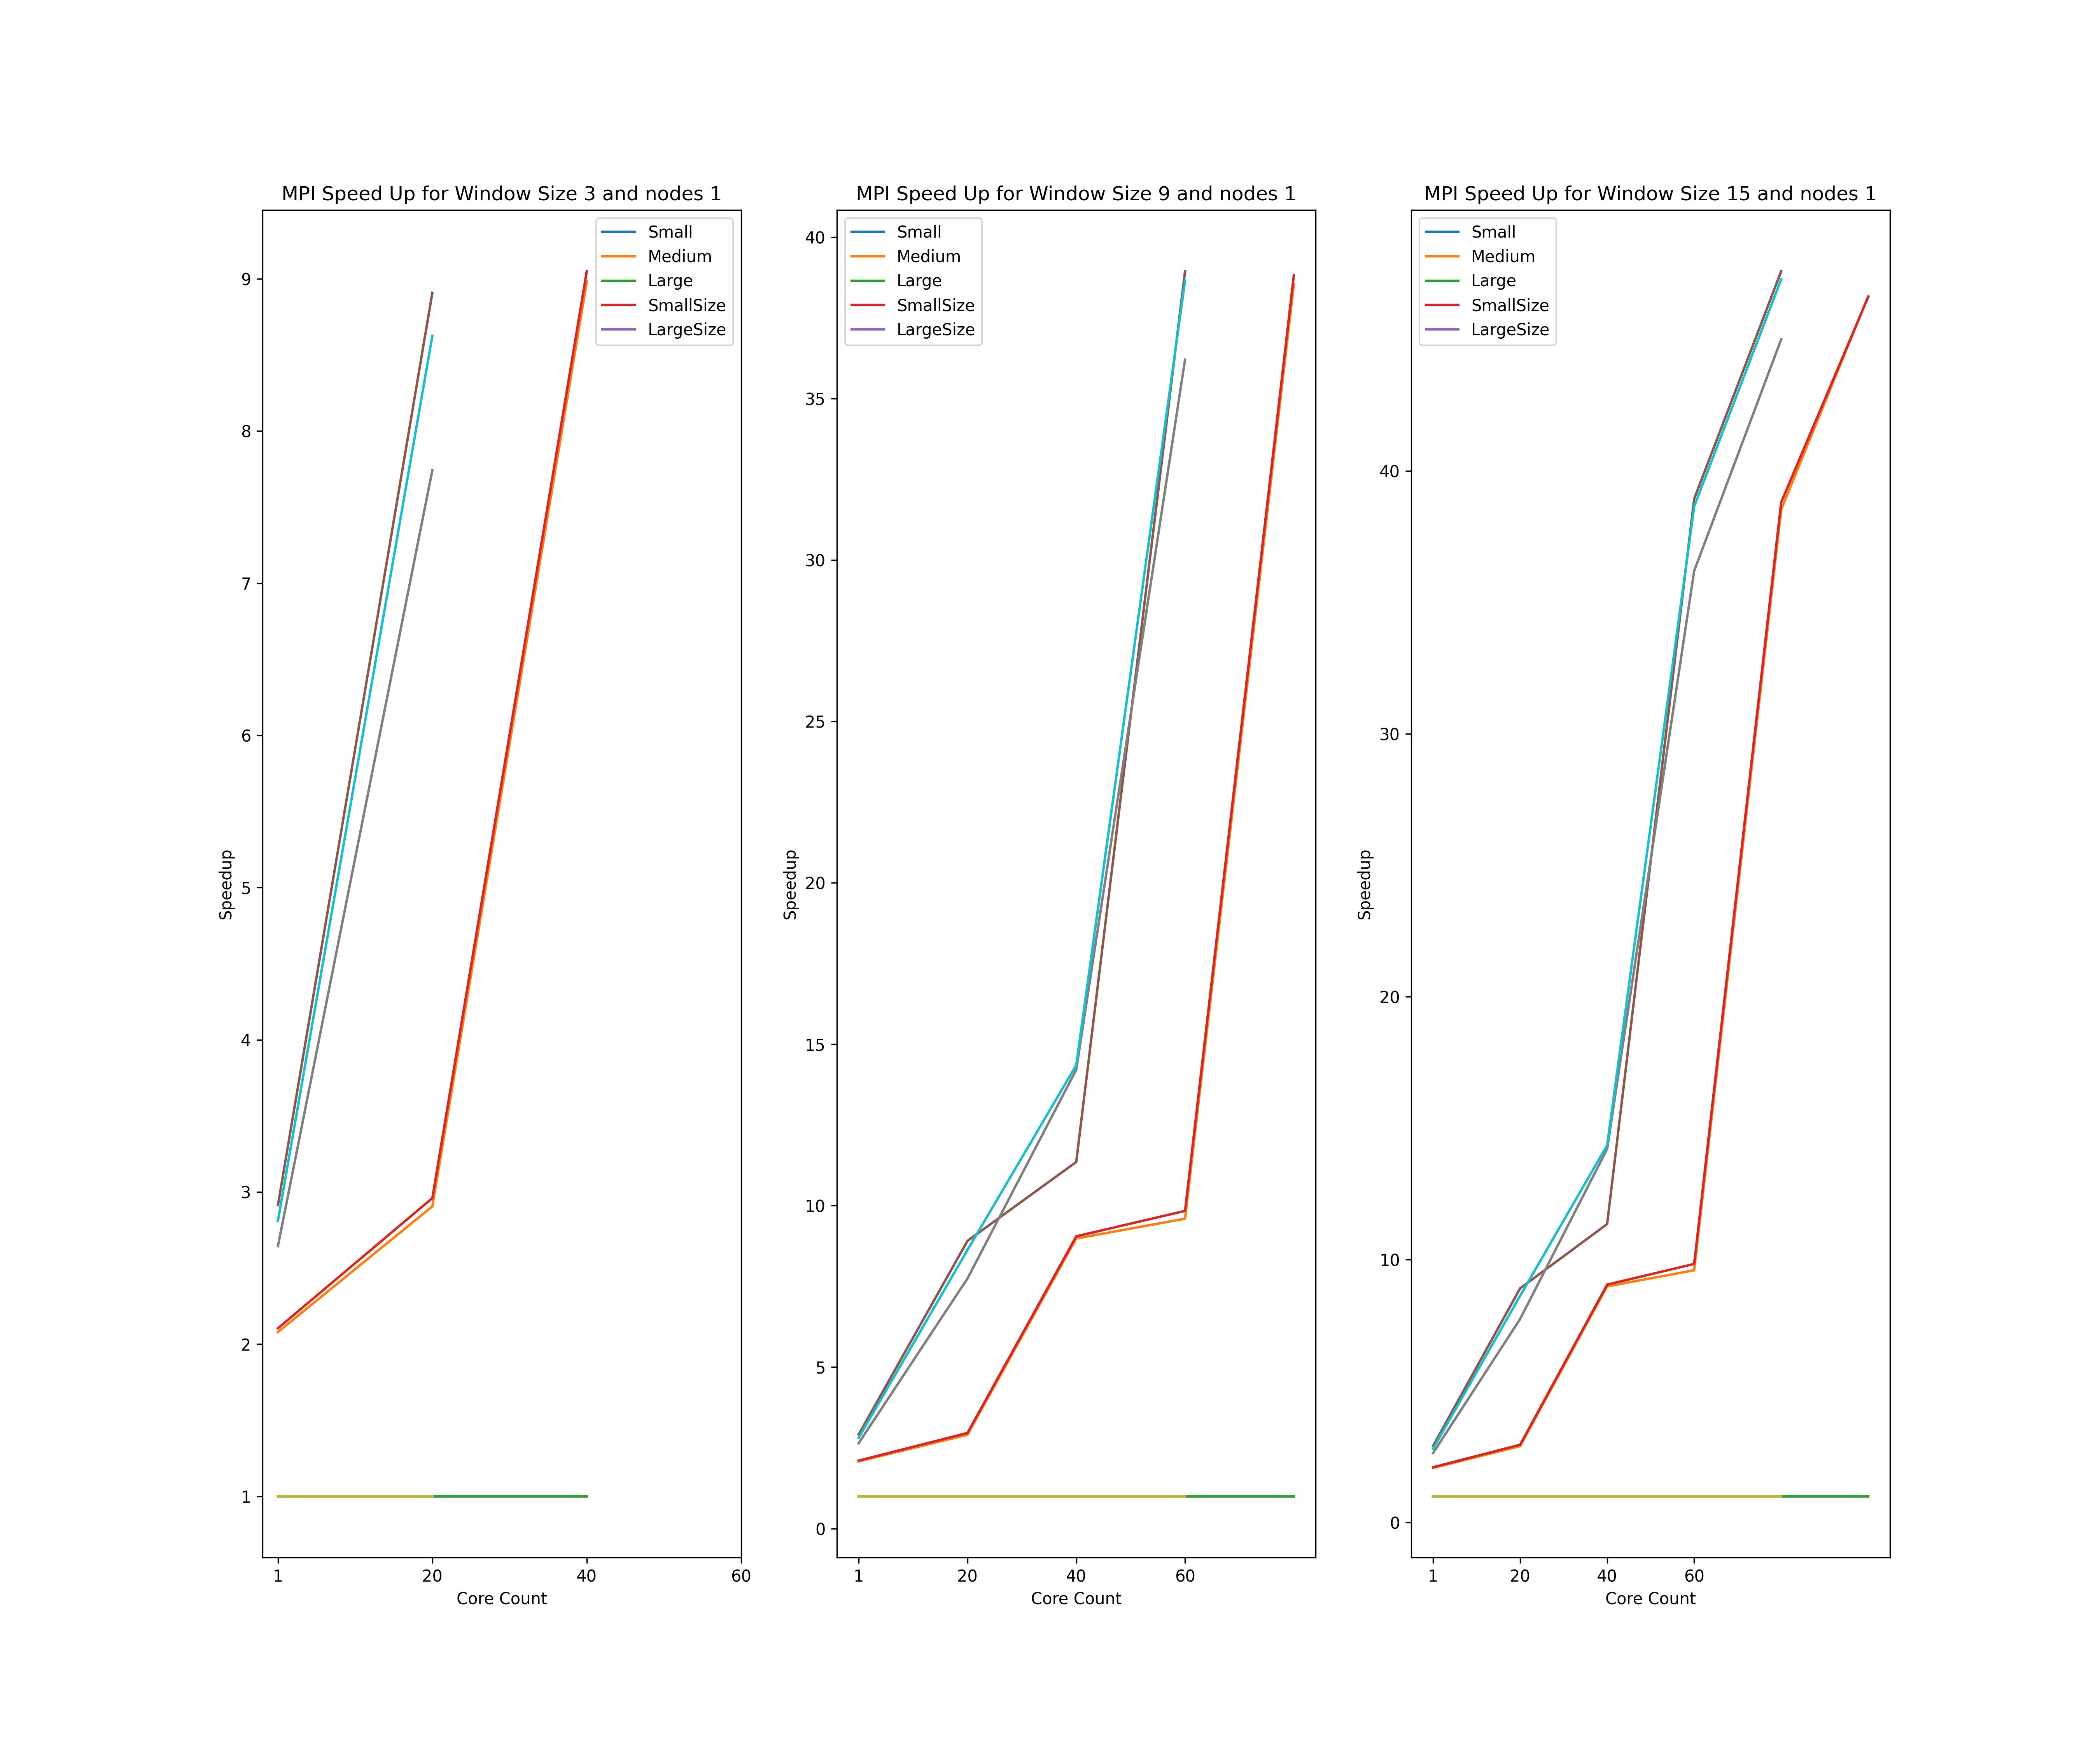 MPI Speed Up for Window Size 3 and nodes 1
Small
Medium
Large
SmallSize
LargeSize
9
8
7
6
5
4
3
2
1
Speedup
1 20 40 60
Core Count
MPI Speed Up for Window Size 9 and nodes 1
Small
Medium
Large
SmallSize
LargeSize
40
35
30
25
20
15
10
5
0
Speedup
1 20 40 60
Core Count
MPI Speed Up for Window Size 15 and nodes 1
Small
Medium
Large
SmallSize
LargeSize
40
30
20
10
0
Speedup
1 20 40 60
Core Count